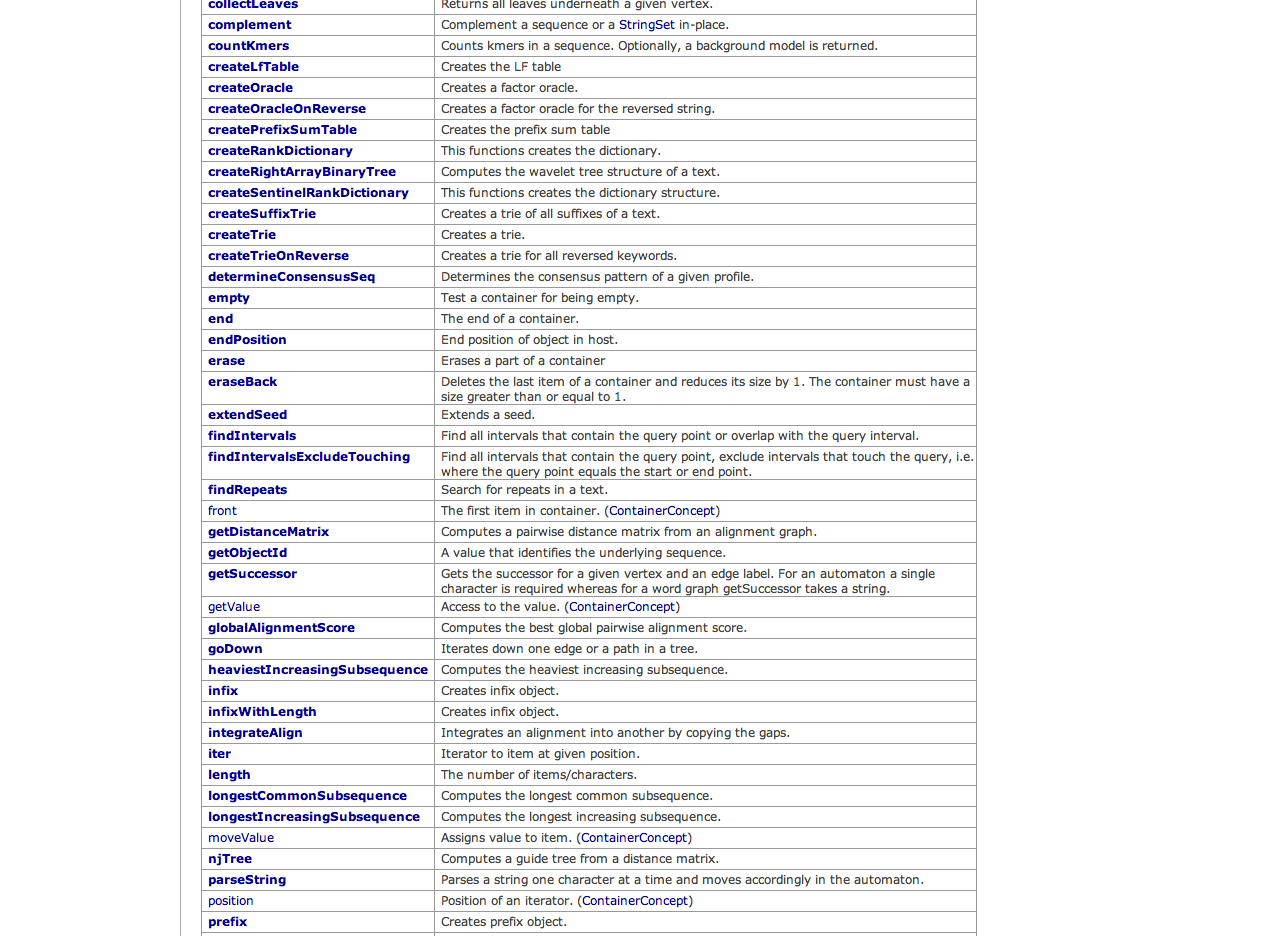 collectLeaves Returns all leaves underneath a given vertex.
complement Complement a sequence or a StringSet in-place.
countKmers Counts kmers in a sequence. Optionally, a background model is returned.
createLfTable Creates the LF table
createOracle Creates a factor oracle.
createOracleOnReverse Creates a factor oracle for the reversed string.
createPrefixSumTable Creates the prefix sum table
createRankDictionary This functions creates the dictionary.
createRightArrayBinaryTree Computes the wavelet tree structure of a text.
createSentinelRankDictionary This functions creates the dictionary structure.
createSuffixTrie Creates a trie of all suffixes of a text.
createTrie Creates a trie.
createTrieOnReverse Creates a trie for all reversed keywords.
determineConsensusSeq Determines the consensus pattern of a given profile.
empty Test a container for being empty.
end The end of a container.
endPosition End position of object in host.
erase Erases a part of a container
eraseBack Deletes the last item of a container and reduces its size by 1. The container must have a
size greater than or equal to 1.
extendSeed Extends a seed.
findIntervals Find all intervals that contain the query point or overlap with the query interval.
findIntervalsExcludeTouching Find all intervals that contain the query point, exclude intervals that touch the query, i.e.
where the query point equals the start or end point.
findRepeats Search for repeats in a text.
front The first item in container. (ContainerConcept)
getDistanceMatrix Computes a pairwise distance matrix from an alignment graph.
getObjectId A value that identifies the underlying sequence.
getSuccessor Gets the successor for a given vertex and an edge label. For an automaton a single
character is required whereas for a word graph getSuccessor takes a string.
getValue Access to the value. (ContainerConcept)
globalAlignmentScore Computes the best global pairwise alignment score.
goDown Iterates down one edge or a path in a tree.
heaviestIncreasingSubsequence Computes the heaviest increasing subsequence.
infix Creates infix object.
infixWithLength Creates infix object.
integrateAlign Integrates an alignment into another by copying the gaps.
iter Iterator to item at given position.
length The number of items/characters.
longestCommonSubsequence Computes the longest common subsequence.
longestIncreasingSubsequence Computes the longest increasing subsequence.
moveValue Assigns value to item. (ContainerConcept)
njTree Computes a guide tree from a distance matrix.
parseString Parses a string one character at a time and moves accordingly in the automaton.
position Position of an iterator. (ContainerConcept)
prefix Creates prefix object.